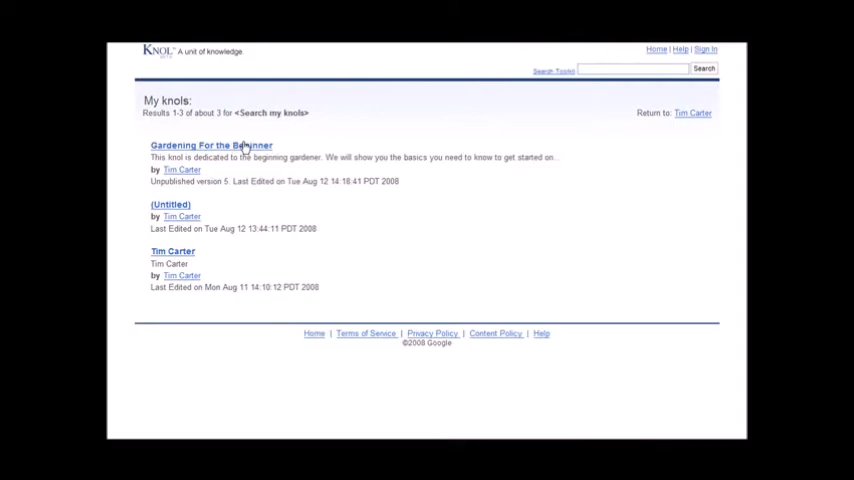 KNOL™ A unit of knowledge.
BETA
Home | Help | Sign In
Search Tools
Search
My knols:
Results 1-3 of about 3 for <Search my knols>
Return to: Tim Carter
Gardening For the Beginner
This knol is dedicated to the beginning gardener. We will show you the basics you need to know to get started on...
by Tim Carter
Unpublished version 5. Last Edited on Tue Aug 12 14:18:41 PDT 2008
(Untitled)
by Tim Carter
Last Edited on Tue Aug 12 13:44:11 PDT 2008
Tim Carter
Tim Carter
by Tim Carter
Last Edited on Mon Aug 11 14:10:12 PDT 2008
Home | Terms of Service | Privacy Policy | Content Policy | Help
©2008 Google